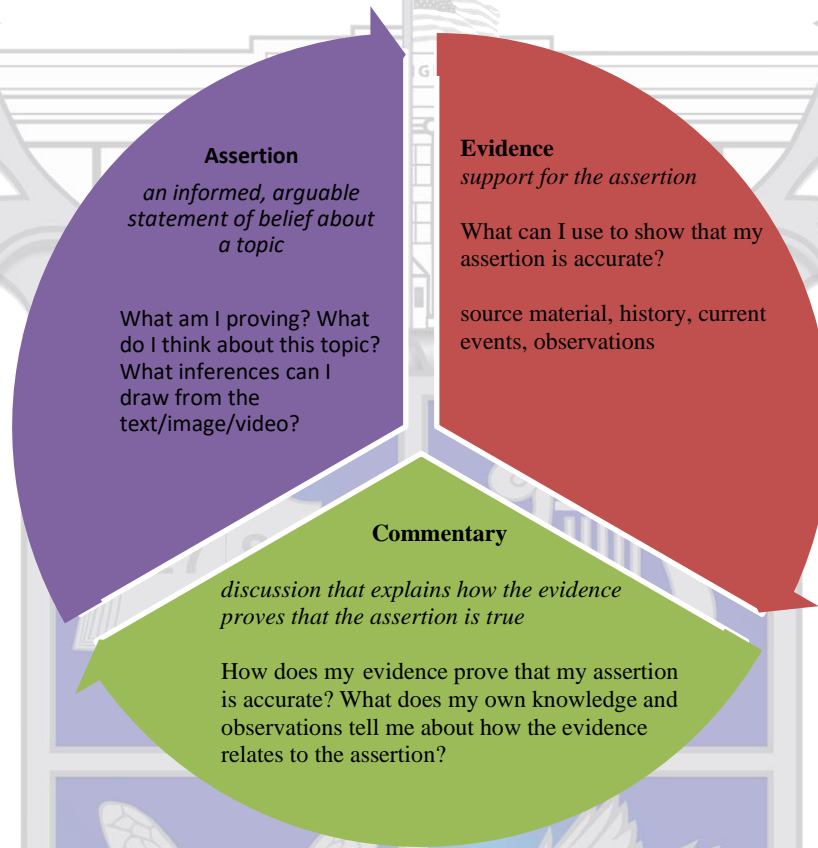 Assertion
an informed, arguable
statement of belief about
a topic
What am I proving? What
do I think about this topic?
What inferences can I
draw from the
text/image/video?
Evidence
support for the assertion
What can I use to show that my
assertion is accurate?
source material, history, current
events, observations
Commentary
discussion that explains how the evidence
proves that the assertion is true
How does my evidence prove that my assertion
is accurate? What does my own knowledge and
observations tell me about how the evidence
relates to the assertion?